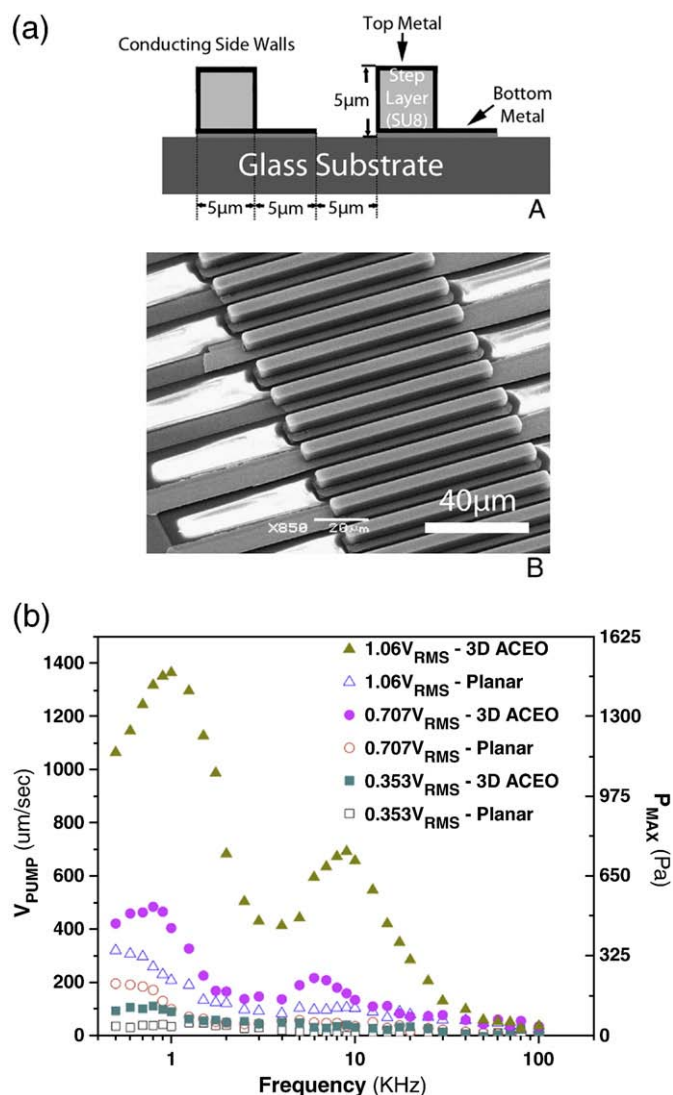 (a)
Top Metal
Conducting Side Walls
Step
Layer
(SU8)
5μm
Bottom
Metal
Glass Substrate
5μm 5μm 5μm
A
X850 20μm
40μm
B
(b)
1400
1200
1000
800
600
400
200
0
V_PUMP (um/sec)
1.06V_RMS - 3D ACEO
1.06V_RMS - Planar
0.707V_RMS - 3D ACEO
0.707V_RMS - Planar
0.353V_RMS - 3D ACEO
0.353V_RMS - Planar
1625
1300
975
650
325
0
P_MAX (Pa)
1 10 100
Frequency (KHz)